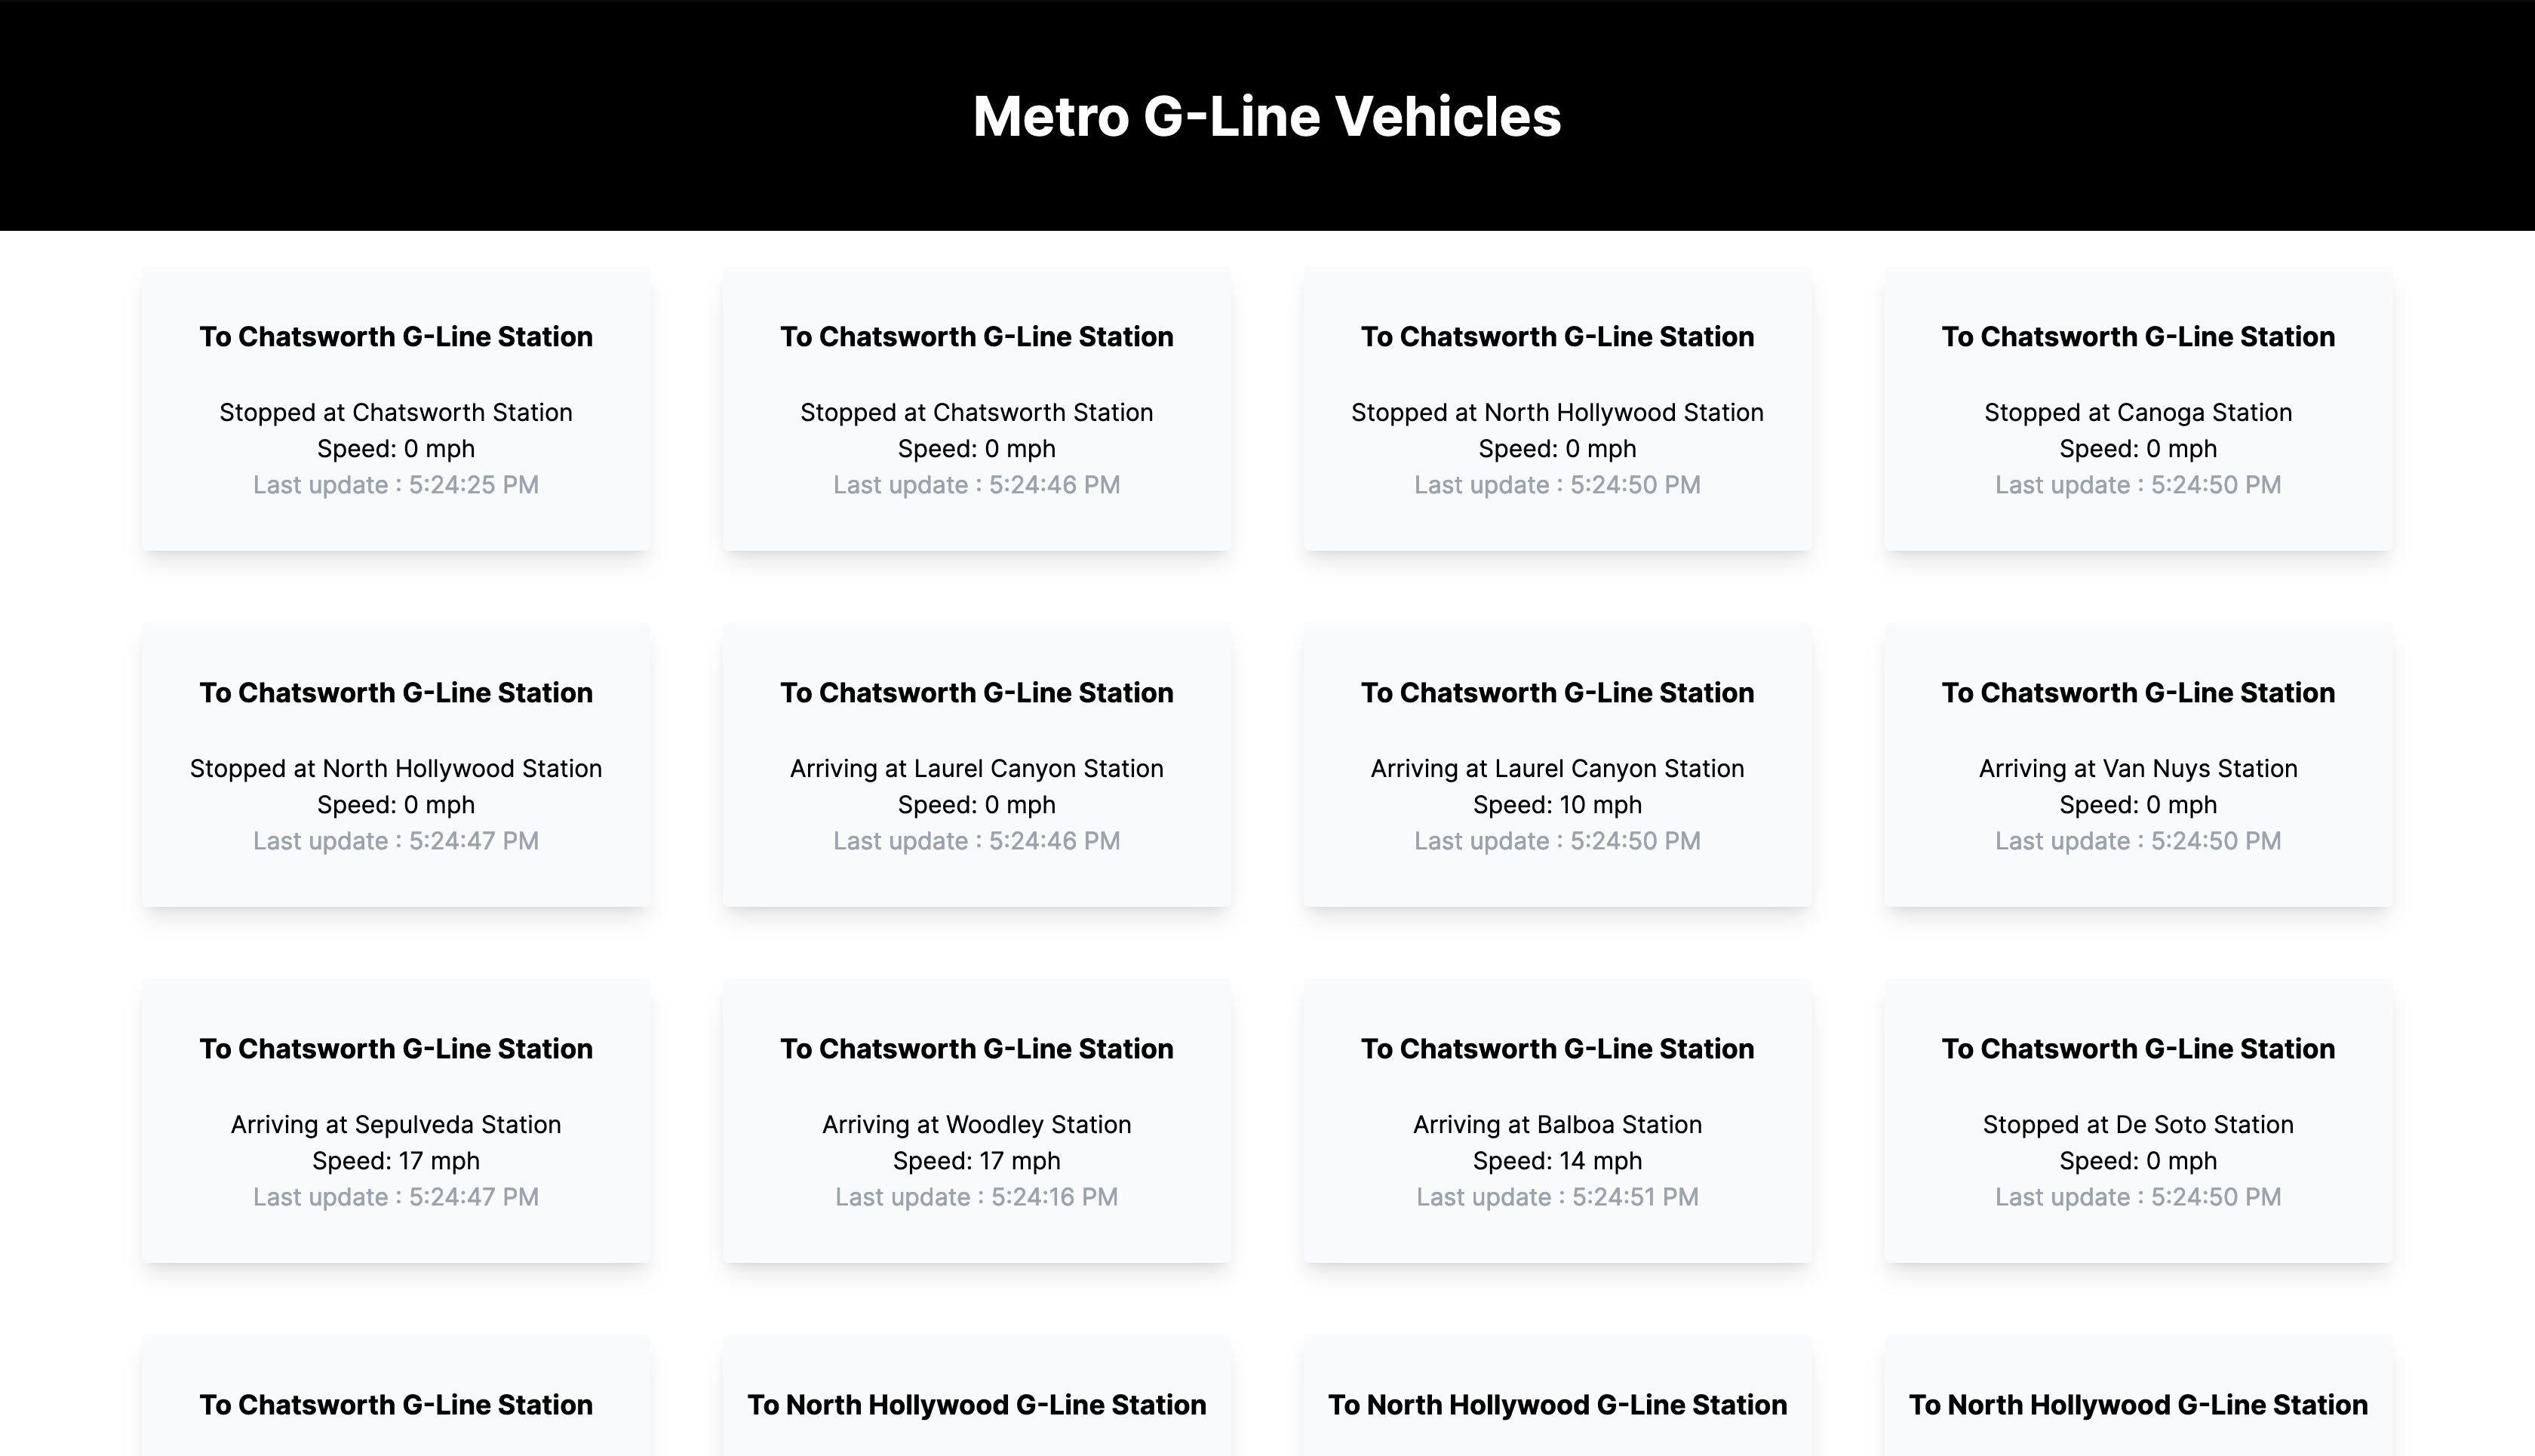 Metro G-Line Vehicles
To Chatsworth G-Line Station
Stopped at Chatsworth Station
Speed: 0 mph
Last update : 5:24:25 PM
To Chatsworth G-Line Station
Stopped at Chatsworth Station
Speed: 0 mph
Last update : 5:24:46 PM
To Chatsworth G-Line Station
Stopped at North Hollywood Station
Speed: 0 mph
Last update : 5:24:50 PM
To Chatsworth G-Line Station
Stopped at Canoga Station
Speed: 0 mph
Last update : 5:24:50 PM
To Chatsworth G-Line Station
Stopped at North Hollywood Station
Speed: 0 mph
Last update : 5:24:47 PM
To Chatsworth G-Line Station
Arriving at Laurel Canyon Station
Speed: 0 mph
Last update : 5:24:46 PM
To Chatsworth G-Line Station
Arriving at Laurel Canyon Station
Speed: 10 mph
Last update : 5:24:50 PM
To Chatsworth G-Line Station
Arriving at Van Nuys Station
Speed: 0 mph
Last update : 5:24:50 PM
To Chatsworth G-Line Station
Arriving at Sepulveda Station
Speed: 17 mph
Last update : 5:24:47 PM
To Chatsworth G-Line Station
Arriving at Woodley Station
Speed: 17 mph
Last update : 5:24:16 PM
To Chatsworth G-Line Station
Arriving at Balboa Station
Speed: 14 mph
Last update : 5:24:51 PM
To Chatsworth G-Line Station
Stopped at De Soto Station
Speed: 0 mph
Last update : 5:24:50 PM
To Chatsworth G-Line Station
To North Hollywood G-Line Station
To North Hollywood G-Line Station
To North Hollywood G-Line Station